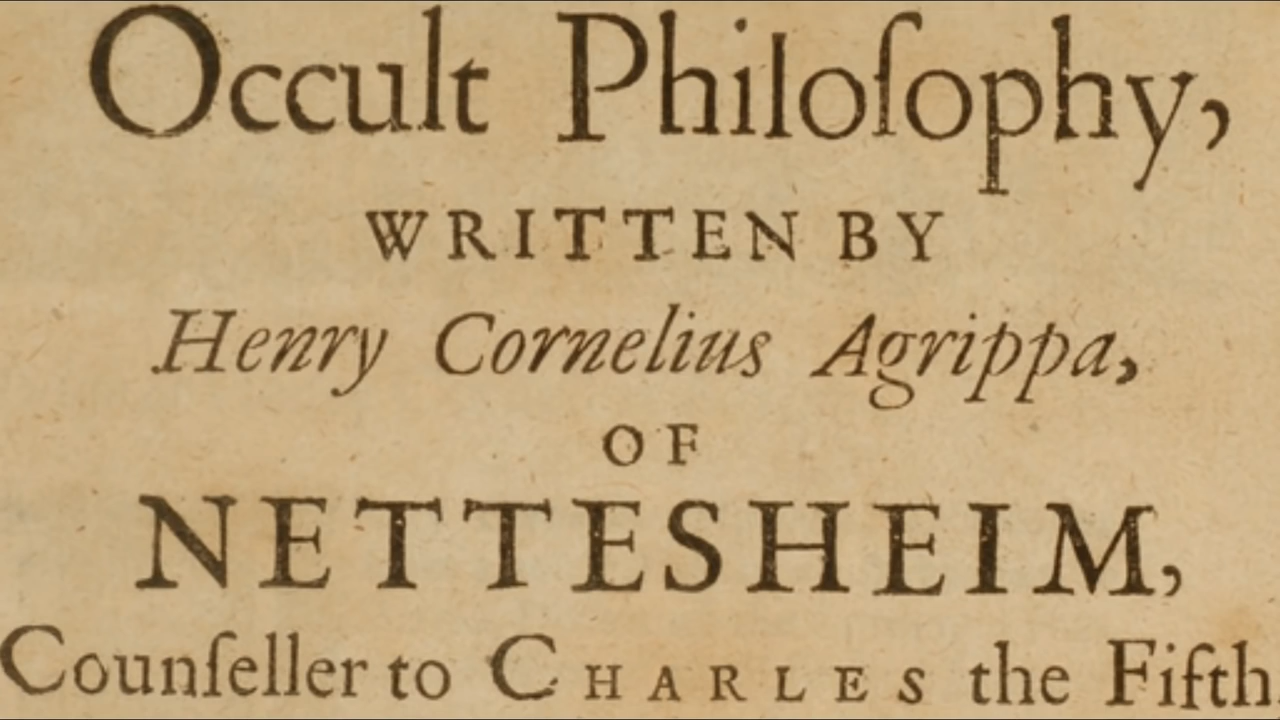 Occult Philoſophy,
WRITTEN BY
Henry Cornelius Agrippa,
OF
NETTESHEIM,
Counſeller to CHARLES the Fifth